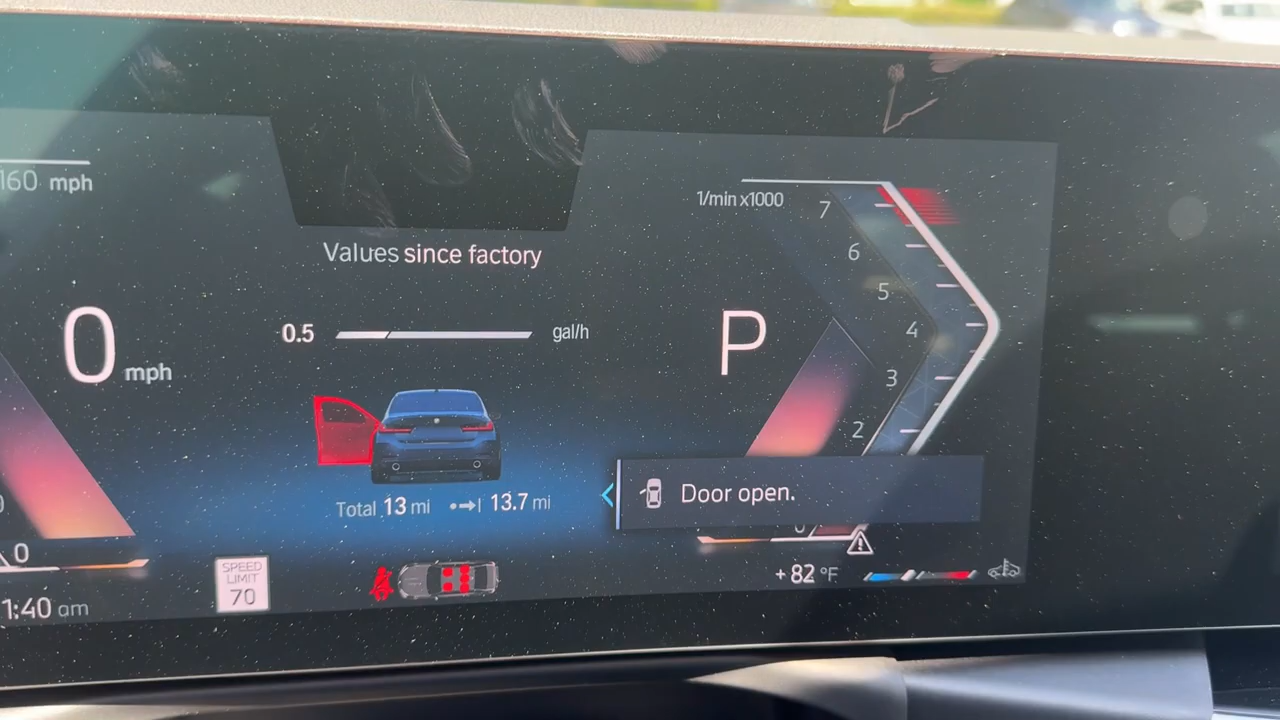 160 mph
1/min x1000
7
Values since factory
6
5
0.5 gal/h
0 mph
P
4
3
2
Total 13 mi 13.7 mi
Door open.
0
0
SPEED
LIMIT
70
+82 °F
1:40 am